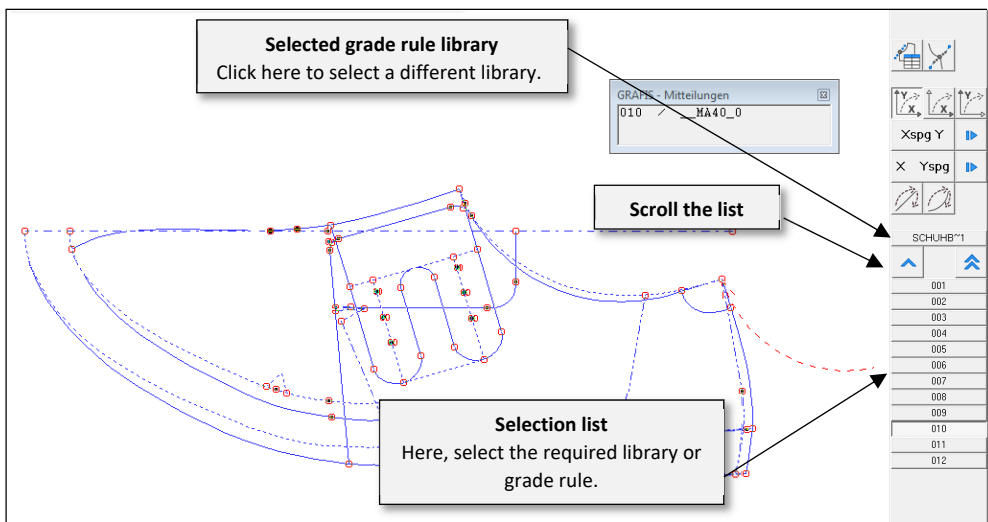 Selected grade rule library
Click here to select a different library.
GRAFIS - Mitteilungen
010 / __MA40_0
Y
X
Y
X
Y
X
Xspg Y
X Yspg
Scroll the list
SCHUHB~1
001
002
003
004
005
006
007
008
009
010
011
012
Selection list
Here, select the required library or
grade rule.